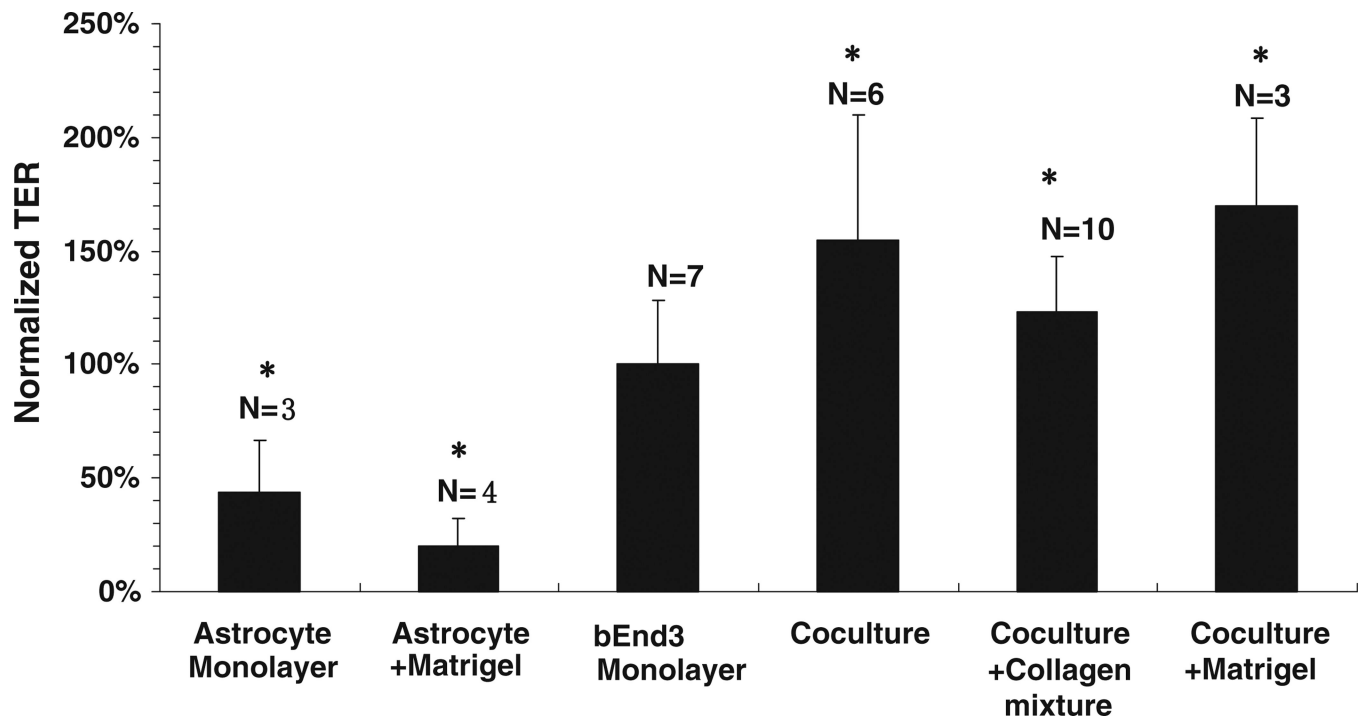 Normalized TER
250%
200%
150%
100%
50%
0%
*
N=3
*
N=4
N=7
*
N=6
*
N=10
*
N=3
Astrocyte
Monolayer
Astrocyte
+Matrigel
bEnd3
Monolayer
Coculture
Coculture
+Collagen
mixture
Coculture
+Matrigel